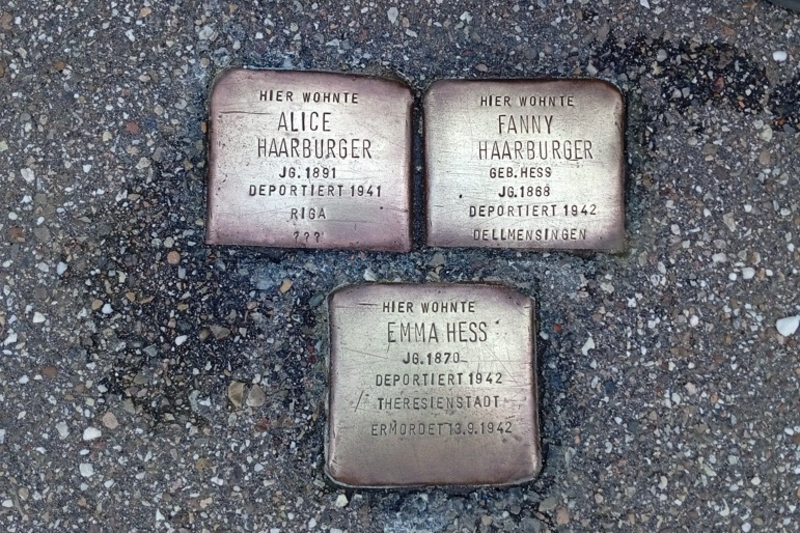 HIER WOHNTE
ALICE
HAARBURGER
JG. 1891
DEPORTIERT 1941
RIGA
???
HIER WOHNTE
FANNY
HAARBURGER
GEB. HESS
JG. 1868
DEPORTIERT 1942
OELLMENSINGEN
HIER WOHNTE
EMMA HESS
JG. 1870
DEPORTIERT 1942
THERESIENSTADT
ERMORDET 13.9.1942